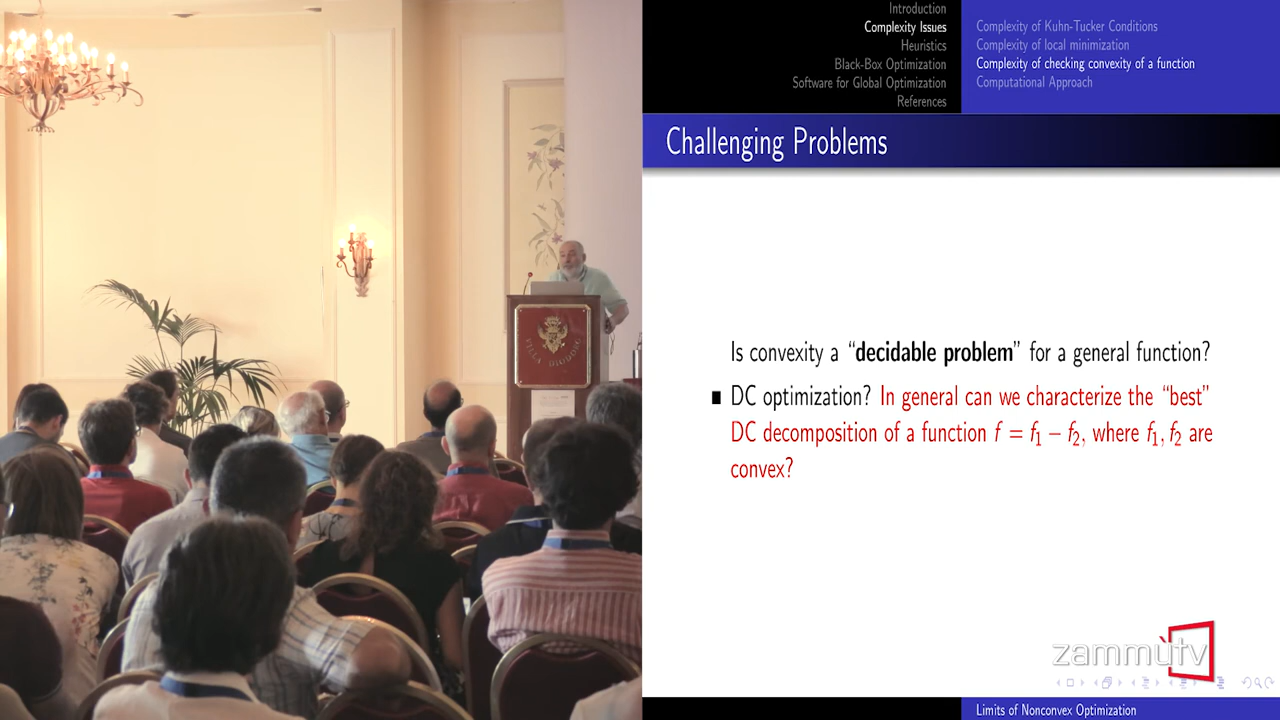 Introduction
Complexity Issues
Heuristics
Black-Box Optimization
Software for Global Optimization
References
Complexity of Kuhn-Tucker Conditions
Complexity of local minimization
Complexity of checking convexity of a function
Computational Approach
Challenging Problems
Is convexity a “decidable problem” for a general function?
DC optimization? In general can we characterize the “best”
DC decomposition of a function f = f₁ − f₂, where f₁, f₂ are
convex?
VILLA DIODORO
zammùtv
Limits of Nonconvex Optimization